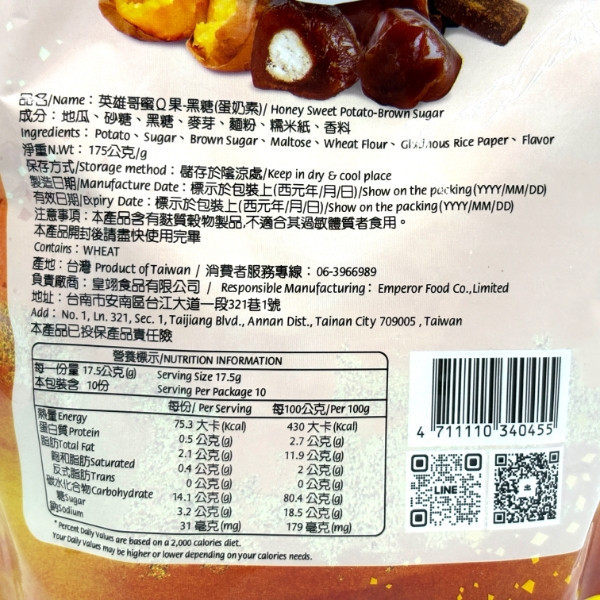 品名/Name：英雄哥蜜Ω果-黑糖(蛋奶素)/ Honey Sweet Potato-Brown Sugar
成分：地瓜、砂糖、黑糖、麥芽、麵粉、糯米紙、香料
Ingredients：Potato、Sugar、Brown Sugar、Maltose、Wheat Flour、Glutinous Rice Paper、Flavor
淨重N.Wt：175公克/g
保存方式/Storage method：儲存於陰涼處/Keep in dry & cool place
製造日期/Manufacture Date：標示於包裝上(西元年/月/日)/Show on the packing(YYYY/MM/DD)
有效日期/Expiry Date：標示於包裝上(西元年/月/日)/Show on the packing(YYYY/MM/DD)
注意事項：本產品含有麩質穀物製品,不適合其過敏體質者食用。
本產品開封後請盡快使用完畢
Contains：WHEAT
產地：台灣 Product of Taiwan / 消費者服務專線：06-3966989
負責廠商：皇翊食品有限公司 / Responsible Manufacturing：Emperor Food Co.,Limited
地址：台南市安南區台江大道一段321巷1號
Add：No. 1, Ln. 321, Sec. 1, Taijiang Blvd., Annan Dist., Tainan City 709005 , Taiwan
本產品已投保產品責任險
營養標示/NUTRITION INFORMATION
每一份量 17.5公克(g) Serving Size 17.5g
本包裝含 10份 Serving Per Package 10
每份/ Per Serving 每100公克/Per 100g
熱量Energy 75.3 大卡(Kcal) 430 大卡(Kcal)
蛋白質Protein 0.5 公克(g) 2.7 公克(g)
脂肪Total Fat 2.1 公克(g) 11.9公克(g)
飽和脂肪Saturated 0.4 公克(g) 2 公克(g)
反式脂肪Trans 0 公克(g) 0 公克(g)
碳水化合物Carbohydrate 14.1 公克(g) 80.4 公克(g)
糖Sugar 3.2 公克(g) 18.5 公克(g)
鈉Sodium 31 毫克(mg) 179 毫克(mg)
* Percent Daily Values are based on a 2,000 calories diet.
Your Daily Values may be higher or lower depending on your calories needs.
4 711110 340455
LINE